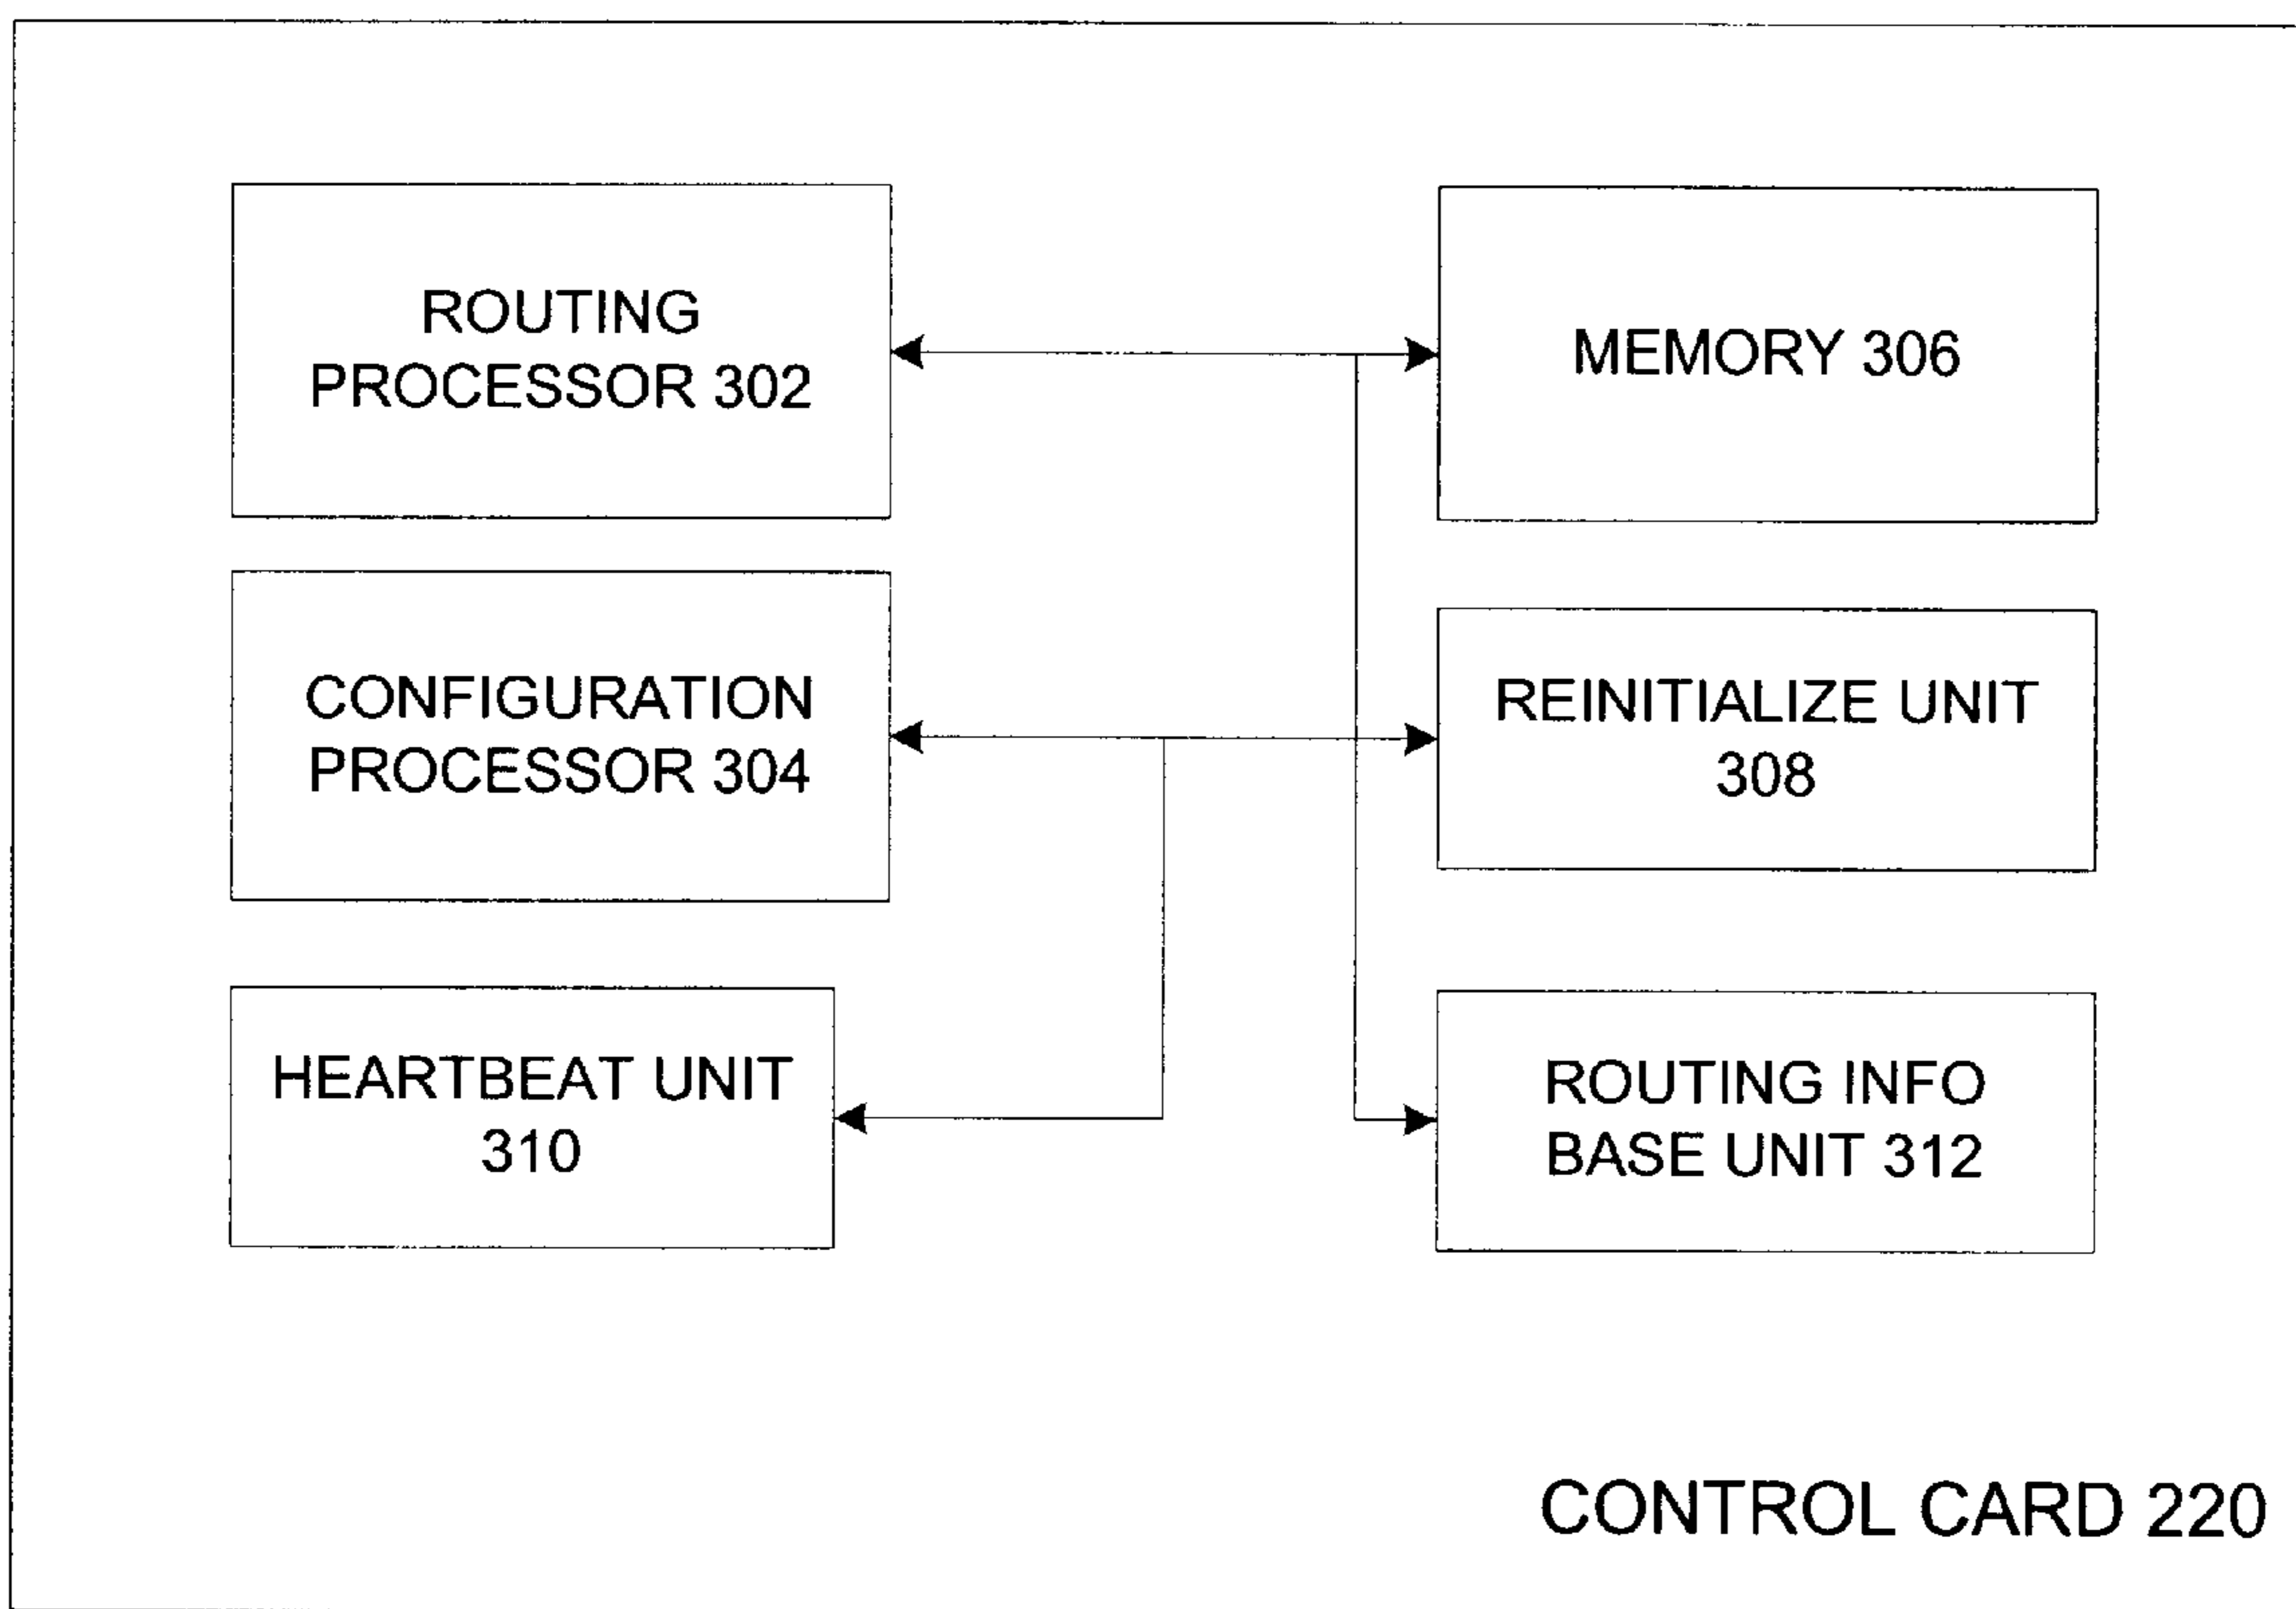 ROUTING
PROCESSOR 302
MEMORY 306
CONFIGURATION
PROCESSOR 304
REINITIALIZE UNIT
308
HEARTBEAT UNIT
310
ROUTING INFO
BASE UNIT 312
CONTROL CARD 220